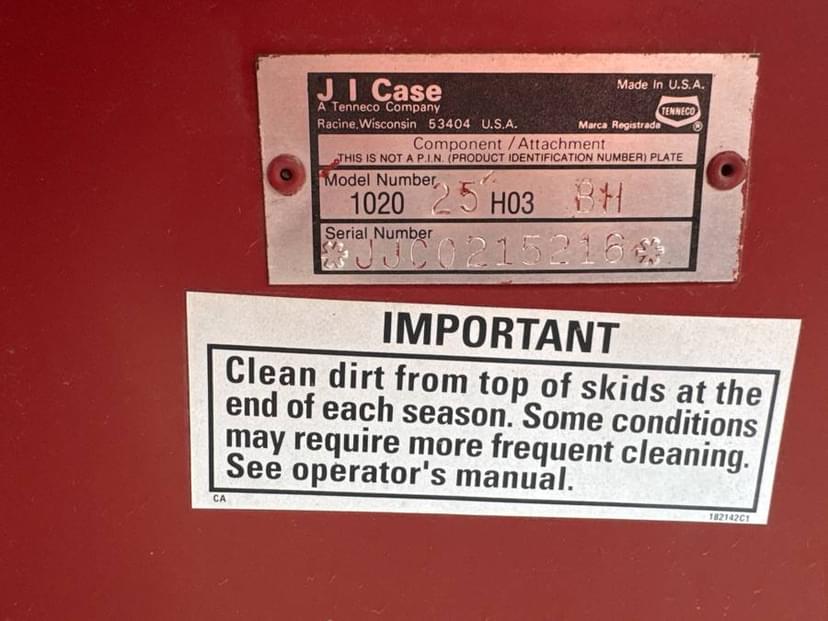 J I Case
A Tenneco Company
Racine, Wisconsin 53404 U.S.A.
Made In U.S.A.
TENNECO
Marca Registrada ®
Component / Attachment
THIS IS NOT A P.I.N. (PRODUCT IDENTIFICATION NUMBER) PLATE
Model Number
1020 25 H03 BH
Serial Number
*JJC0215216*
IMPORTANT
Clean dirt from top of skids at the
end of each season. Some conditions
may require more frequent cleaning.
See operator's manual.
CA
182142C1